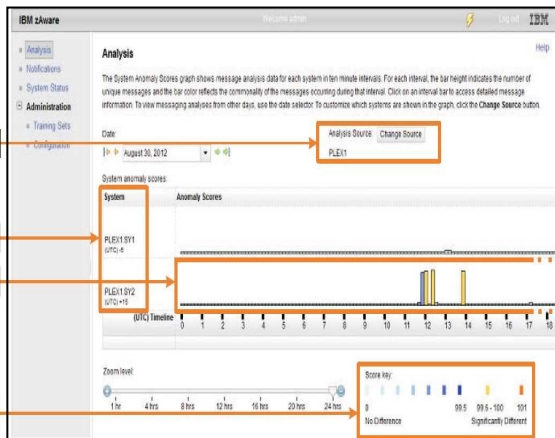 IBM zAware
Welcome admin
Log out
IBM
Analysis
Notifications
System Status
Administration
Training Sets
Configuration
Analysis
Help
The System Anomaly Scores graph shows message analysis data for each system in ten minute intervals. For each interval, the bar height indicates the number of
unique messages and the bar color reflects the commonality of the messages occurring during that interval. Click on an interval bar to access detailed message
information. To view messaging analyses from other days, use the date selector. To customize which systems are shown in the graph, click the Change Source button.
Date:
August 30, 2012
Analysis Source: Change Source
PLEX1
System anomaly scores:
System Anomaly Scores
PLEX1.SY1
(UTC) -5
PLEX1.SY2
(UTC) +15
(UTC) Timeline 0 1 2 3 4 5 6 7 8 9 10 11 12 13 14 15 16 17 18
Zoom level:
1 hr 4 hrs 8 hrs 12 hrs 16 hrs 20 hrs 24 hrs
Score key:
0 99.5 99.6 - 100 101
No Difference Significantly Different